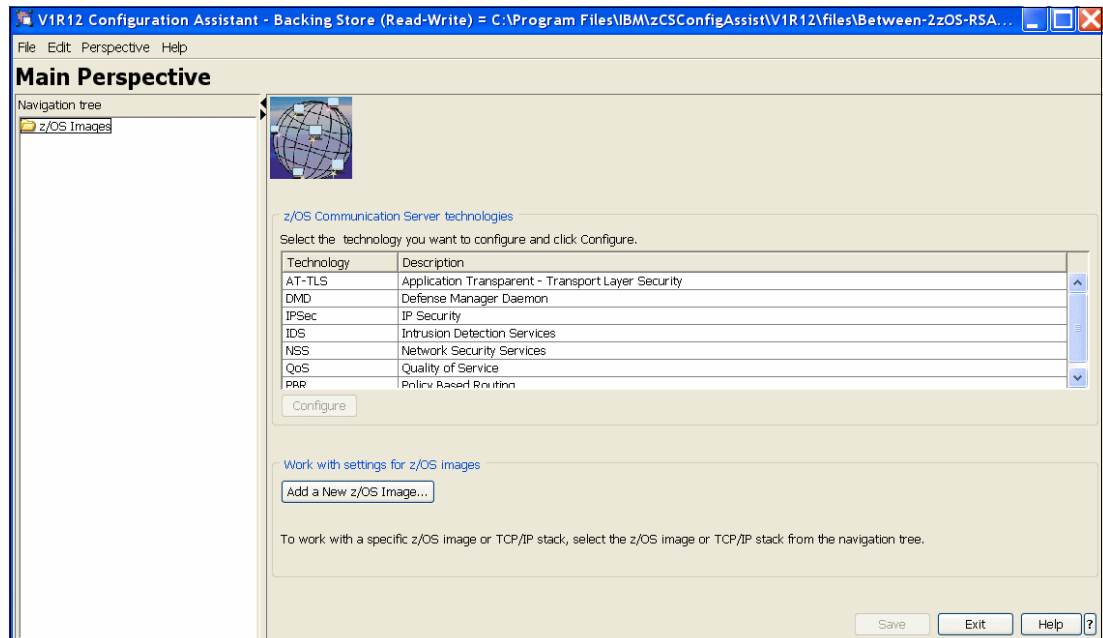 V1R12 Configuration Assistant - Backing Store (Read-Write) = C:\Program Files\IBM\zCSConfigAssist\V1R12\files\Between-2zOS-RSA...
File Edit Perspective Help
Main Perspective
Navigation tree
z/OS Images
z/OS Communication Server technologies
Select the technology you want to configure and click Configure.
Technology Description
AT-TLS Application Transparent - Transport Layer Security
DMD Defense Manager Daemon
IPSec IP Security
IDS Intrusion Detection Services
NSS Network Security Services
QoS Quality of Service
PBR Policy Based Routing
Configure
Work with settings for z/OS images
Add a New z/OS Image...
To work with a specific z/OS image or TCP/IP stack, select the z/OS image or TCP/IP stack from the navigation tree.
Save Exit Help ?